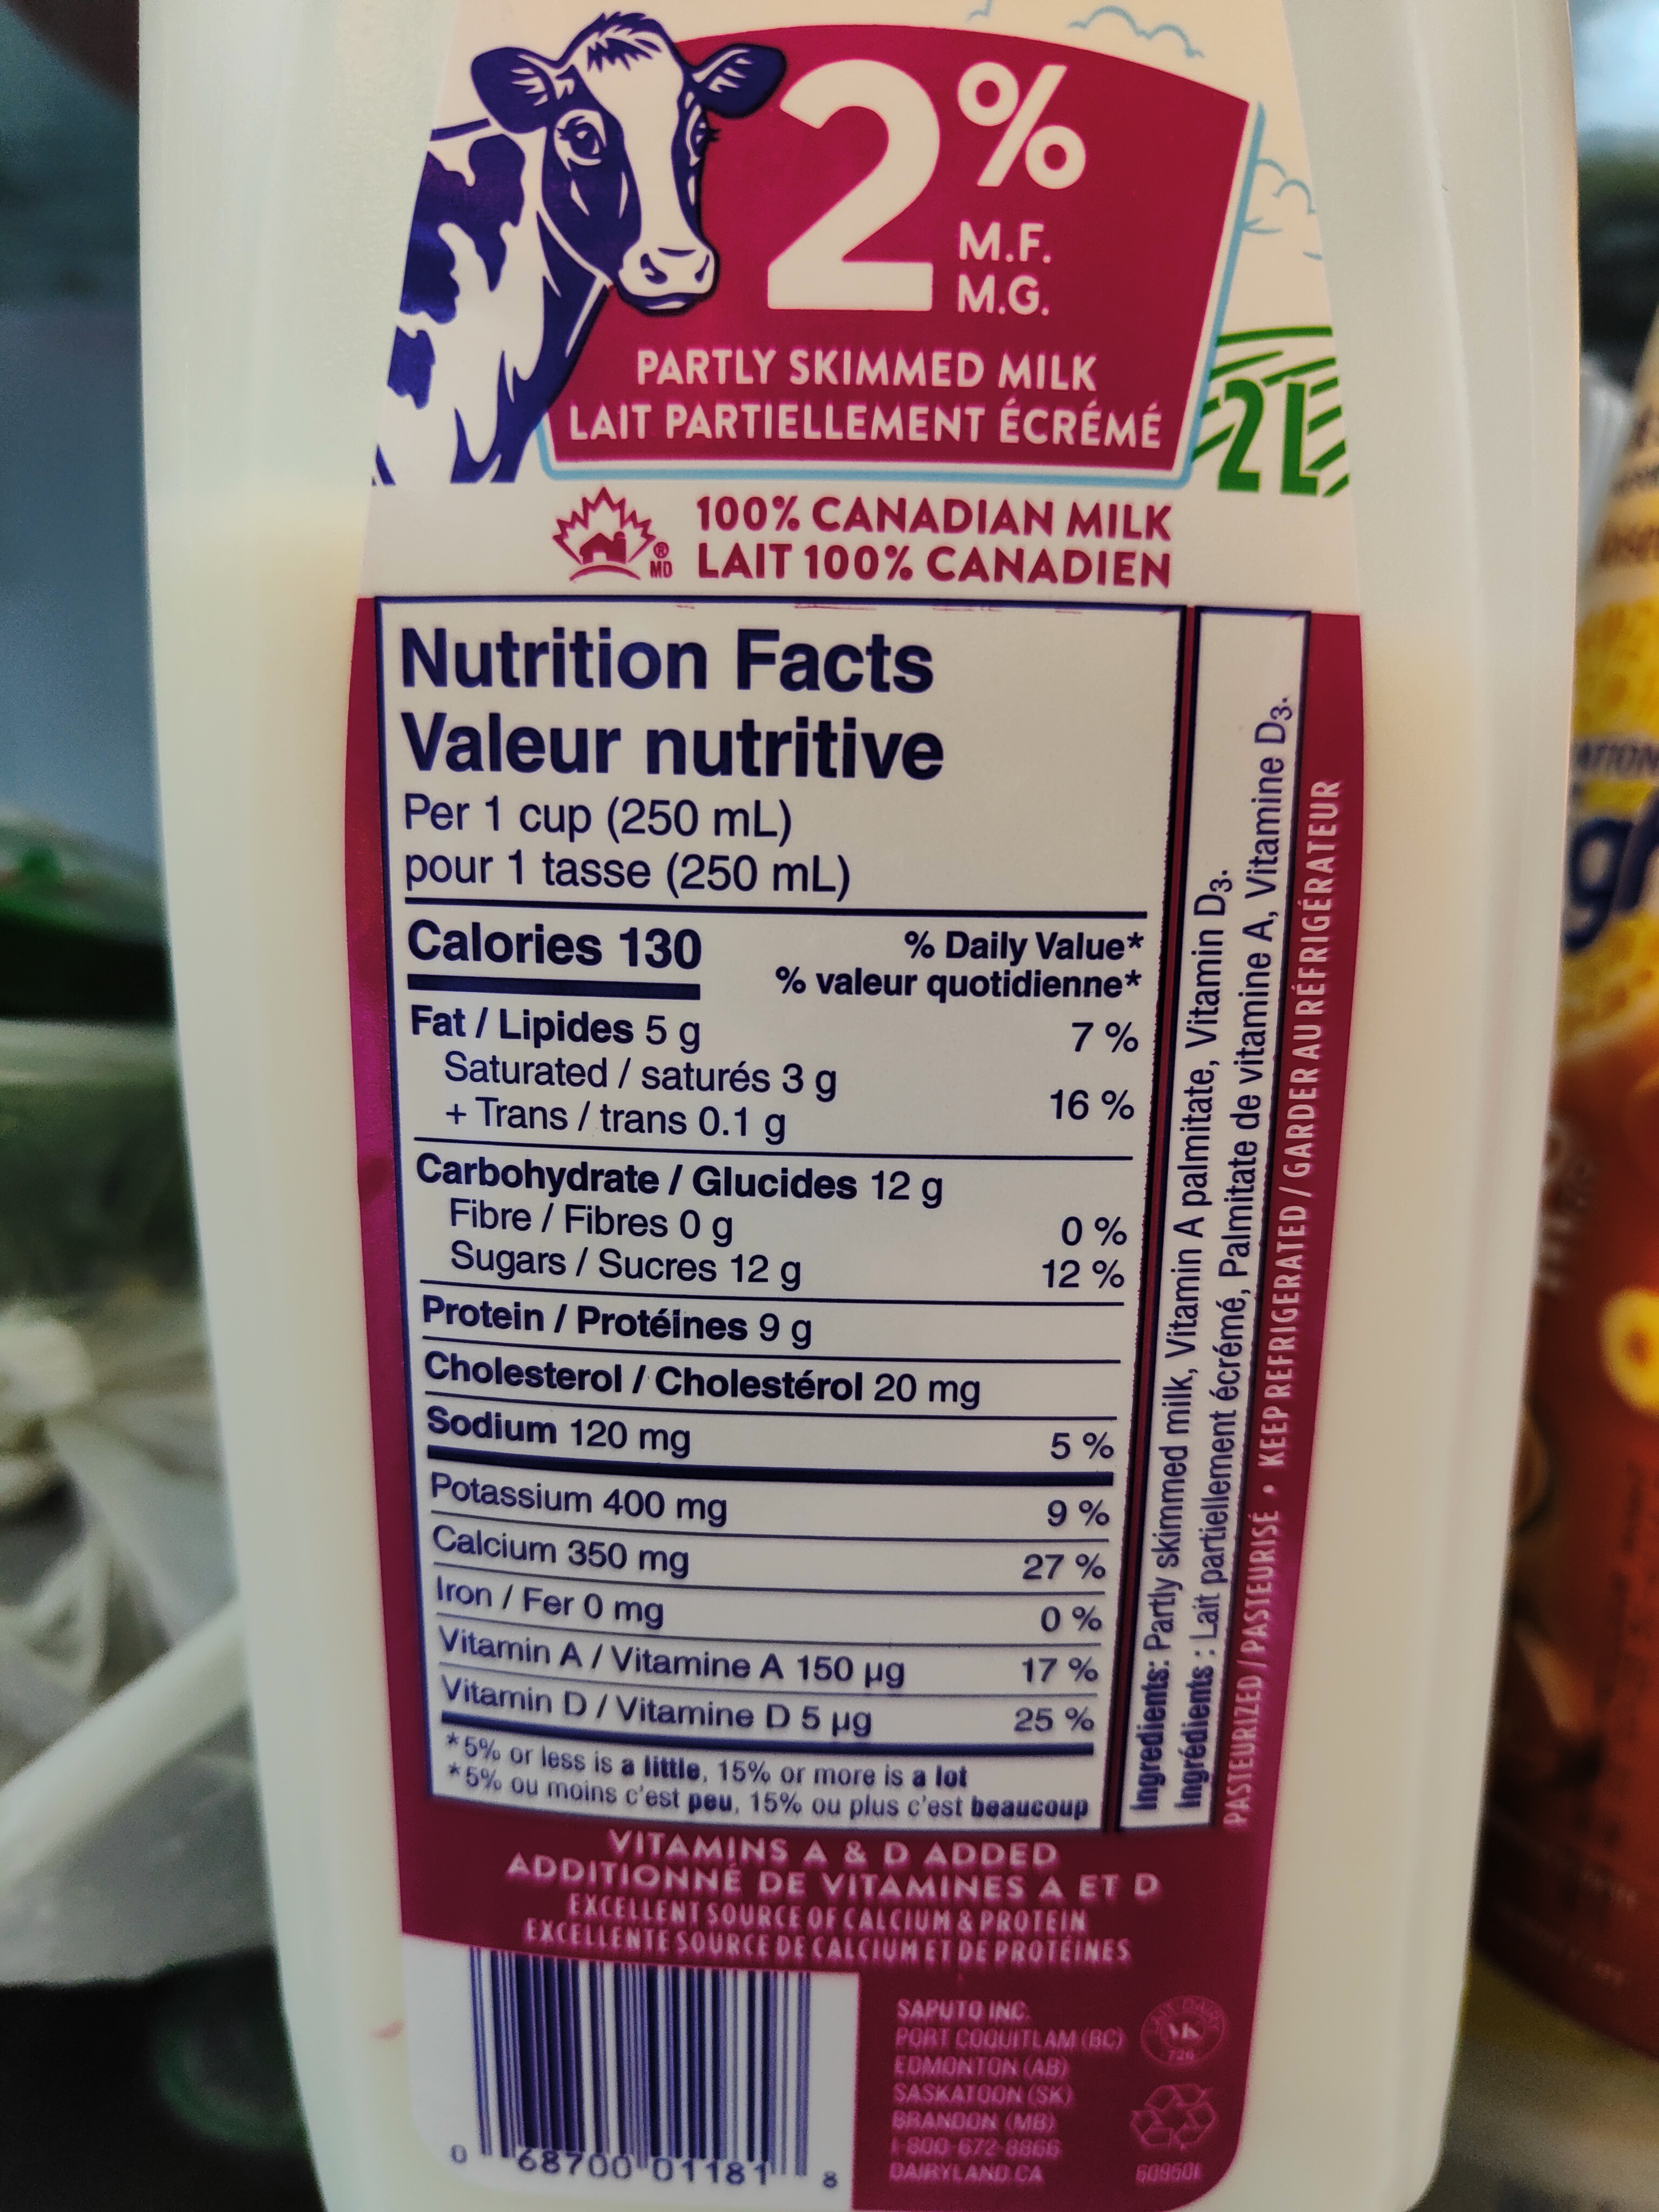 2%
M.F.
M.G.
PARTLY SKIMMED MILK
LAIT PARTIELLEMENT ÉCRÉMÉ
2L
100% CANADIAN MILK
LAIT 100% CANADIEN
® MD
Nutrition Facts
Valeur nutritive
Per 1 cup (250 mL)
pour 1 tasse (250 mL)
Calories 130
% Daily Value*
% valeur quotidienne*
Fat / Lipides 5 g 7 %
Saturated / saturés 3 g
+ Trans / trans 0.1 g 16 %
Carbohydrate / Glucides 12 g
Fibre / Fibres 0 g 0 %
Sugars / Sucres 12 g 12 %
Protein / Protéines 9 g
Cholesterol / Cholestérol 20 mg
Sodium 120 mg 5 %
Potassium 400 mg 9 %
Calcium 350 mg 27 %
Iron / Fer 0 mg 0 %
Vitamin A / Vitamine A 150 µg 17 %
Vitamin D / Vitamine D 5 µg 25 %
*5% or less is a little, 15% or more is a lot
*5% ou moins c'est peu, 15% ou plus c'est beaucoup
Ingredients: Partly skimmed milk, Vitamin A palmitate, Vitamin D3.
Ingrédients : Lait partiellement écrémé, Palmitate de vitamine A, Vitamine D3.
PASTEURIZED / PASTEURISÉ • KEEP REFRIGERATED / GARDER AU RÉFRIGÉRATEUR
VITAMINS A & D ADDED
ADDITIONNÉ DE VITAMINES A ET D
EXCELLENT SOURCE OF CALCIUM & PROTEIN
EXCELLENTE SOURCE DE CALCIUM ET DE PROTÉINES
SAPUTO INC.
PORT COQUITLAM (BC)
EDMONTON (AB)
SASKATOON (SK)
BRANDON (MB)
1-800-672-8866
DAIRYLAND.CA
0 68700 01181 8